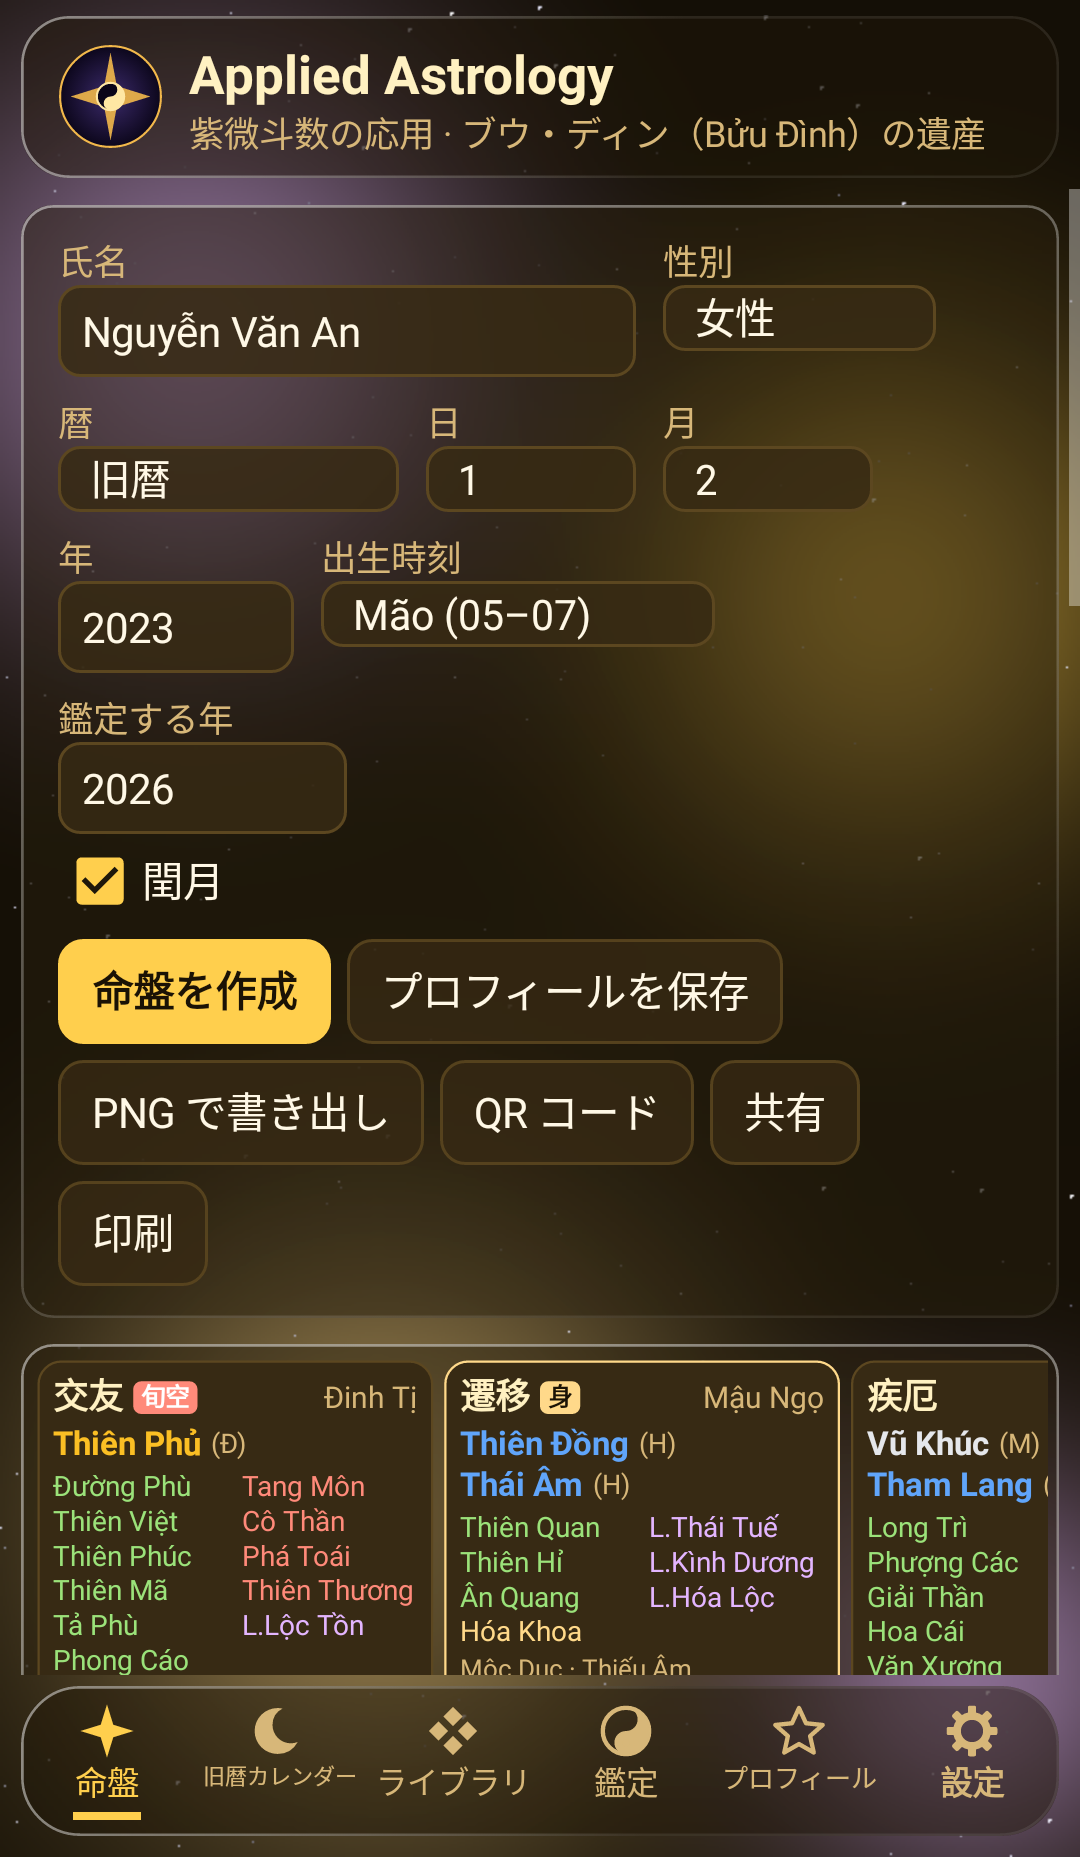 Applied Astrology
紫微斗数の応用 · ブウ・ディン（Bửu Đình）の遺産
氏名
性別
Nguyễn Văn An
女性
暦
日
月
旧暦
1
2
年
出生時刻
2023
Mão (05–07)
鑑定する年
2026
閏月
命盤を作成
プロフィールを保存
PNG で書き出し
QR コード
共有
印刷
交友 旬空 Đinh Tị
Thiên Phủ (Đ)
Đường Phù Tang Môn
Thiên Việt Cô Thần
Thiên Phúc Phá Toái
Thiên Mã Thiên Thương
Tả Phù L.Lộc Tồn
Phong Cáo
遷移 身 Mậu Ngọ
Thiên Đồng (H)
Thái Âm (H)
Thiên Quan L.Thái Tuế
Thiên Hỉ L.Kình Dương
Ân Quang L.Hóa Lộc
Hóa Khoa
Mộc Dục · Thiếu Âm
疾厄
Vũ Khúc (M)
Tham Lang
Long Trì
Phượng Các
Giải Thần
Hoa Cái
Văn Xương
命盤
旧暦カレンダー
ライブラリ
鑑定
プロフィール
設定